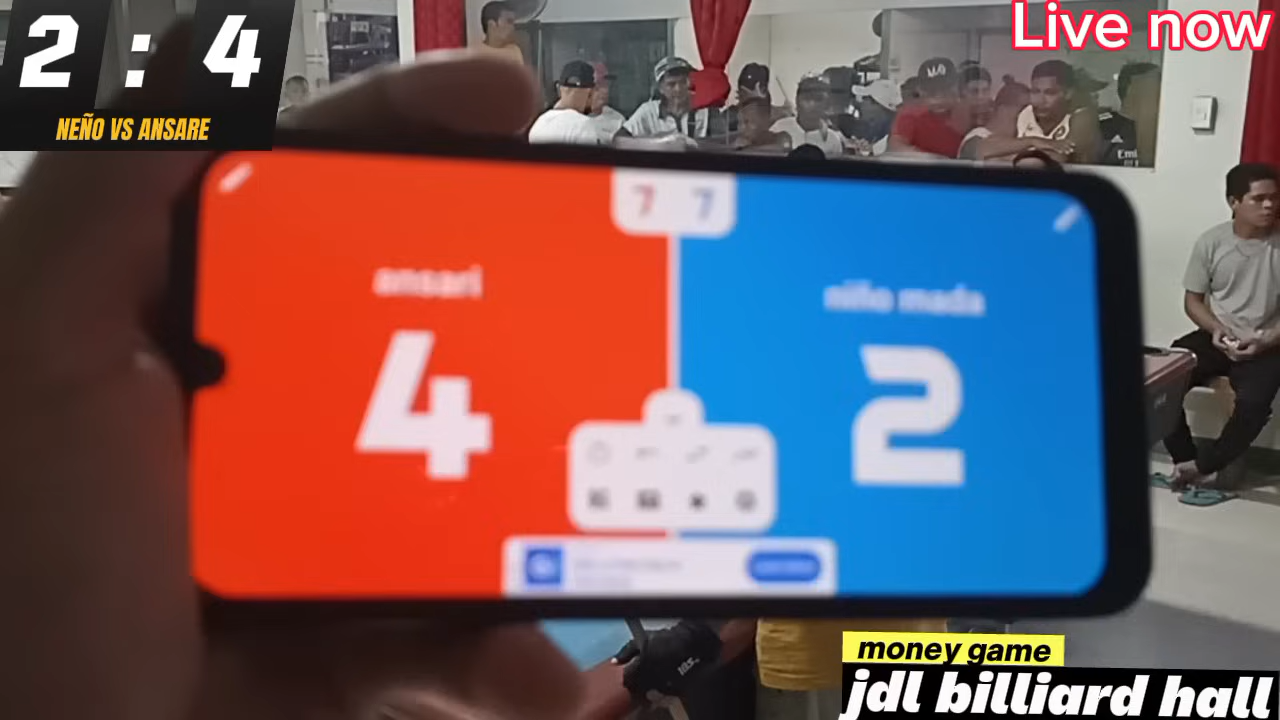 2 : 4
NEÑO VS ANSARE
Live now
7 7
ansari
niño mada
4
2
money game
jdl billiard hall